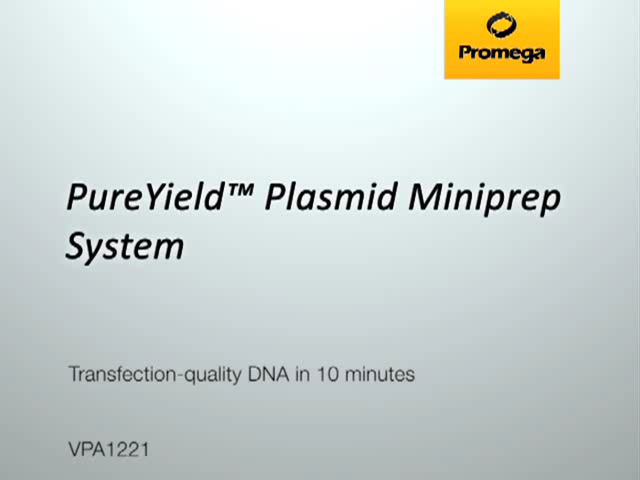 Promega
PureYield™ Plasmid Miniprep
System
Transfection-quality DNA in 10 minutes
VPA1221